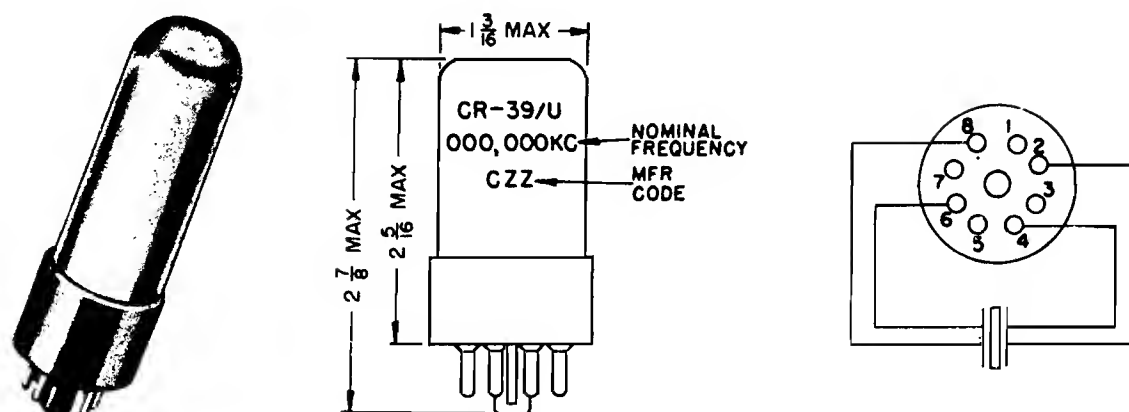 1 3/16 MAX
CR-39/U
000,000KC
NOMINAL FREQUENCY
CZZ
MFR CODE
2 7/8 MAX
2 5/16 MAX
8 1
2
7
3
6
5 4